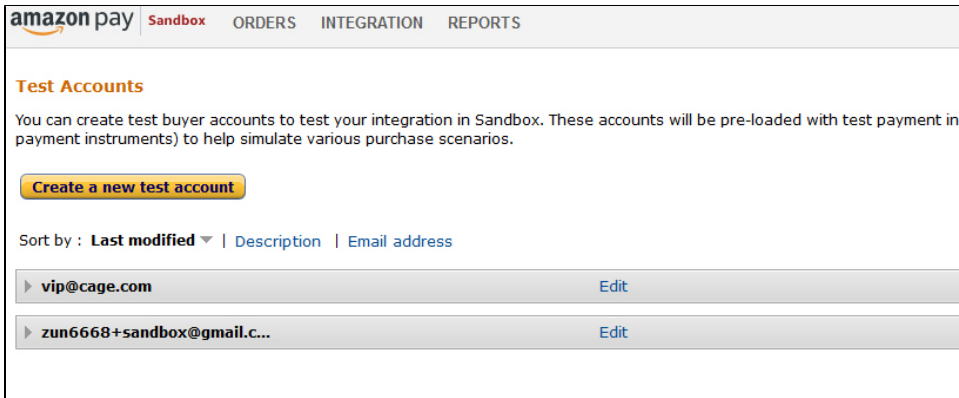 amazon pay Sandbox ORDERS INTEGRATION REPORTS
Test Accounts
You can create test buyer accounts to test your integration in Sandbox. These accounts will be pre-loaded with test payment in
payment instruments) to help simulate various purchase scenarios.
Create a new test account
Sort by : Last modified | Description | Email address
vip@cage.com Edit
zun6668+sandbox@gmail.c... Edit